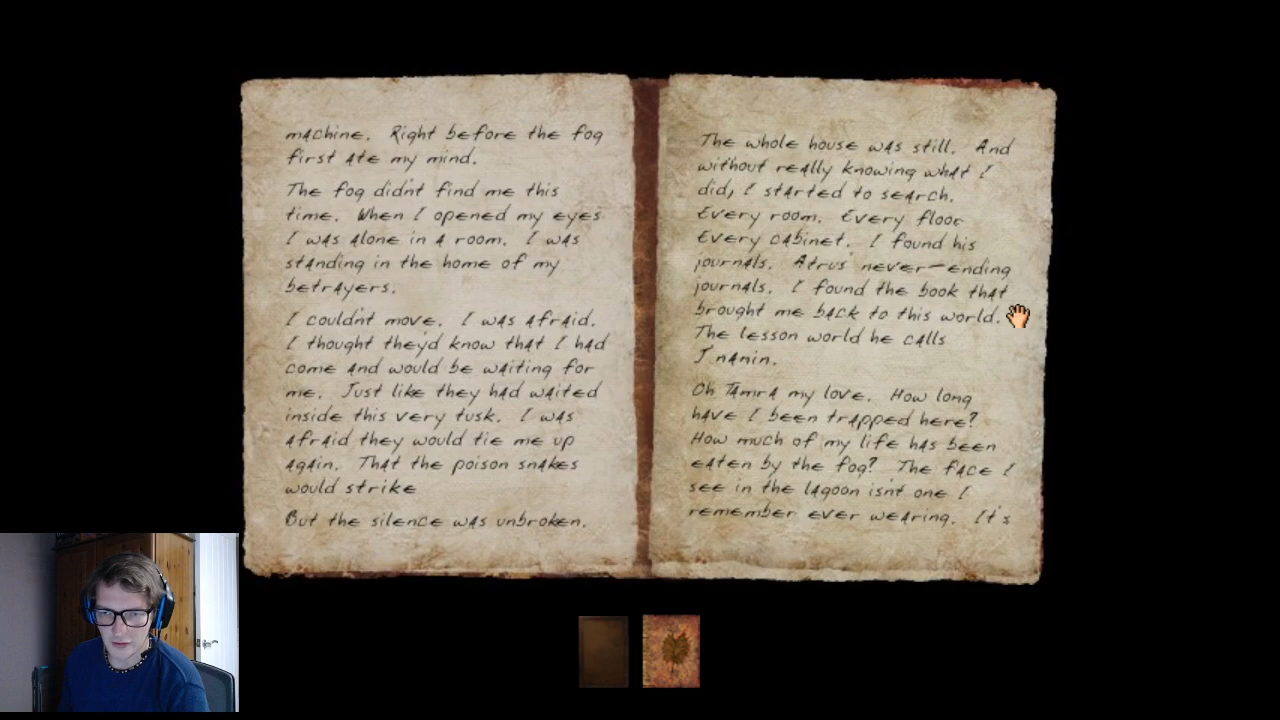 machine. Right before the fog
first ate my mind.
The fog didn't find me this
time. When I opened my eyes
I was alone in a room. I was
standing in the home of my
betrayers.
I couldn't move. I was afraid.
I thought they'd know that I had
come and would be waiting for
me. Just like they had waited
inside this very tusk. I was
afraid they would tie me up
again. That the poison snakes
would strike
But the silence was unbroken.
The whole house was still. And
without really knowing what I
did, I started to search.
Every room. Every floor
Every cabinet. I found his
journals. Atrus' never-ending
journals. I found the book that
brought me back to this world.
The lesson world he calls
J'nanin.
Oh Tamra my love. How long
have I been trapped here?
How much of my life has been
eaten by the fog? The face I
see in the lagoon isn't one I
remember ever wearing. It's